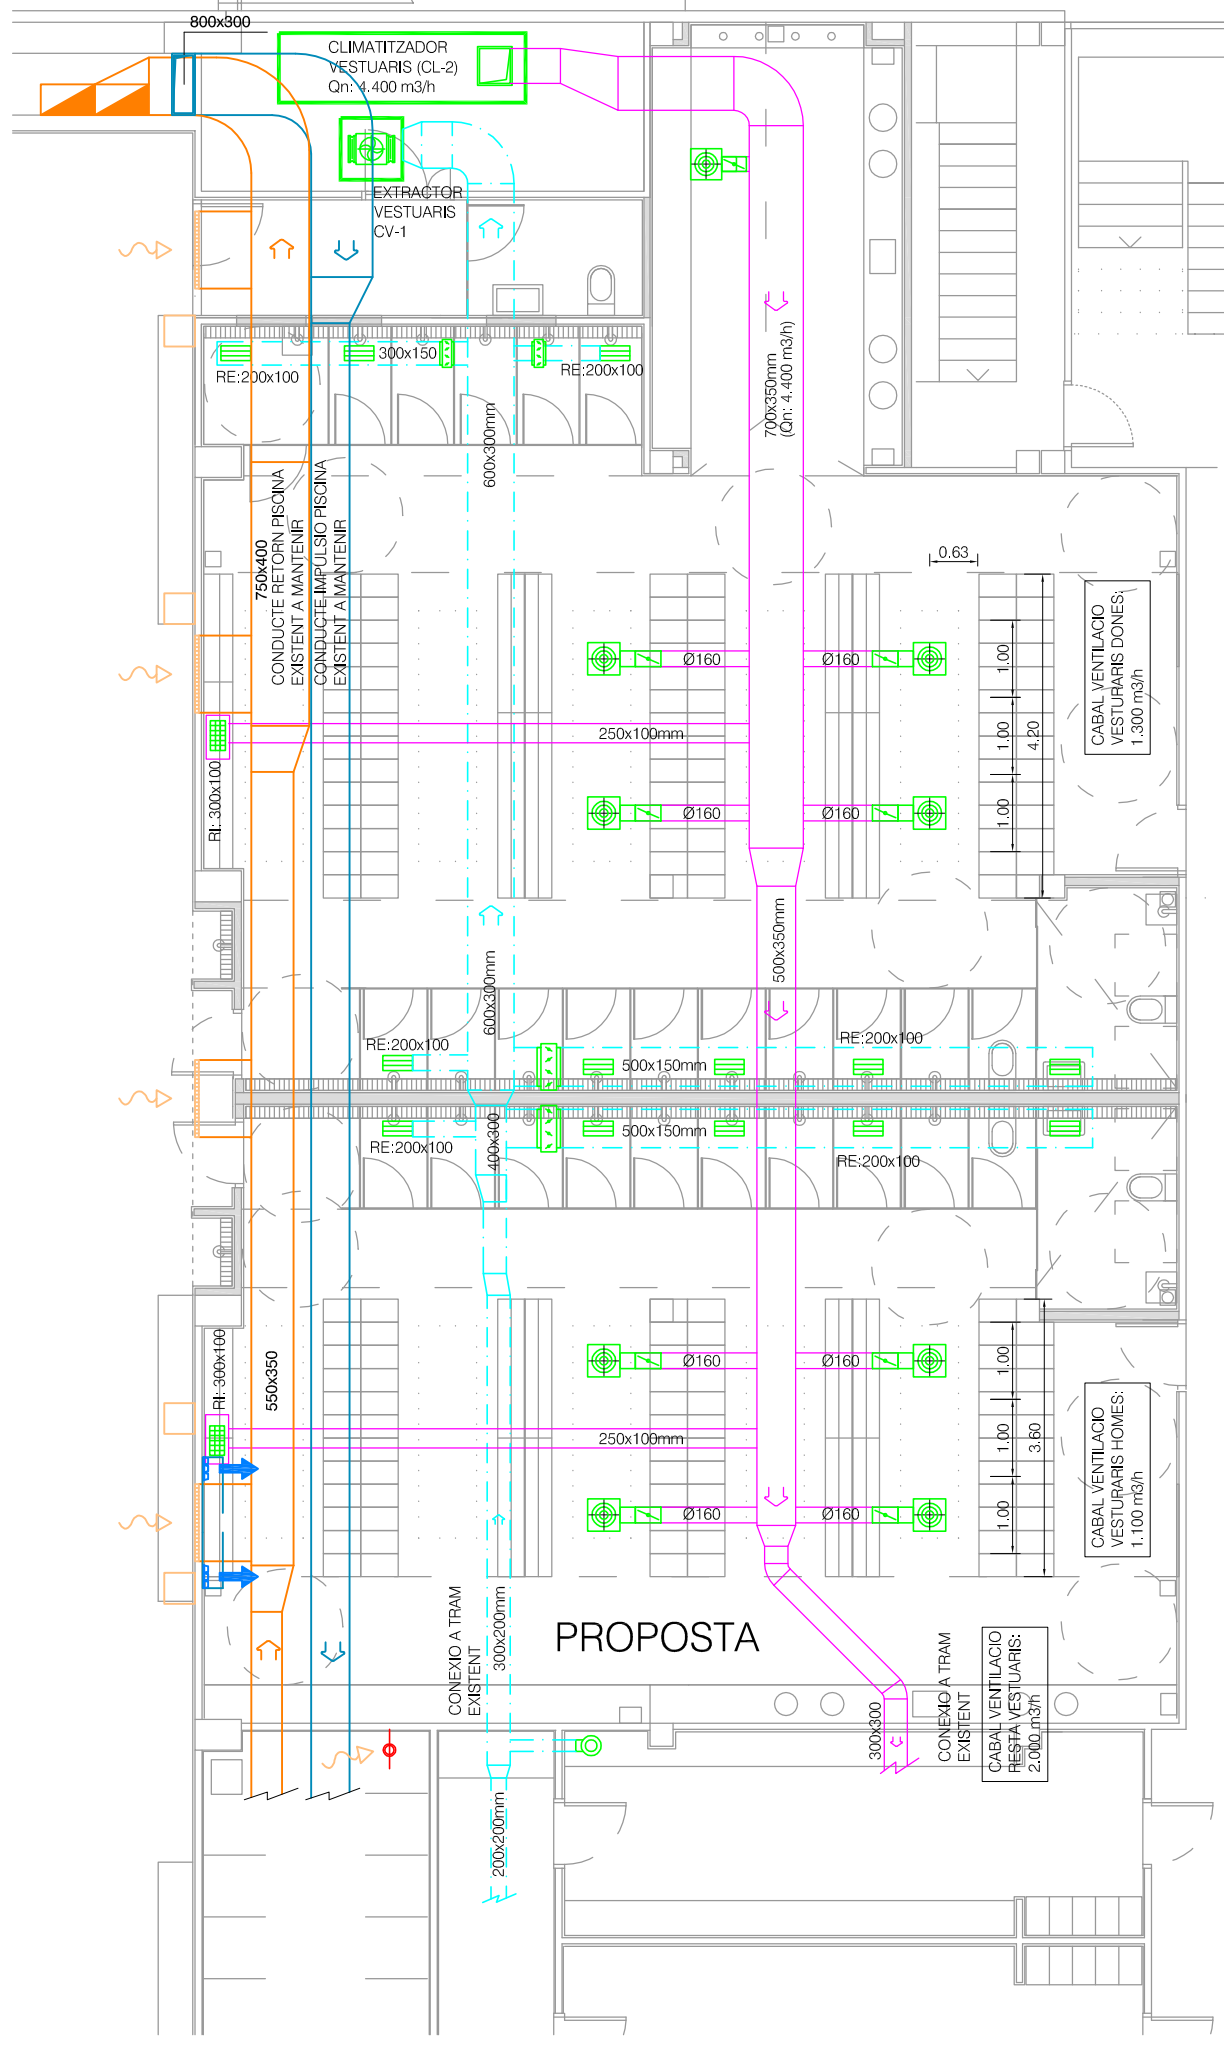 800x300
CLIMATITZADOR
VESTUARIS (CL-2)
Qn: 4.400 m3/h
EXTRACTOR
VESTUARIS
CV-1
300x150
RE:200x100
RE:200x100
700x350mm
(Qn: 4.400 m3/h)
600x300mm
750x400
CONDUCTE RETORN PISCINA
EXISTENT A MANTENIR
CONDUCTE IMPULSIO PISCINA
EXISTENT A MANTENIR
0.63
CABAL VENTILACIO
VESTURARIS DONES:
1.300 m3/h
Ø160
Ø160
1.00
1.00
1.00
4.20
250x100mm
RI: 300x100
Ø160
Ø160
500x350mm
600x300mm
RE:200x100
RE:200x100
500x150mm
500x150mm
RE:200x100
RE:200x100
400x300
RI: 300x100
550x350
Ø160
Ø160
1.00
1.00
1.00
3.60
CABAL VENTILACIO
VESTURARIS HOMES:
1.100 m3/h
250x100mm
Ø160
Ø160
CONEXIO A TRAM
EXISTENT
300x200mm
PROPOSTA
300x300
CONEXIO A TRAM
EXISTENT
CABAL VENTILACIO
RESTA VESTUARIS:
2.000 m3/h
200x200mm